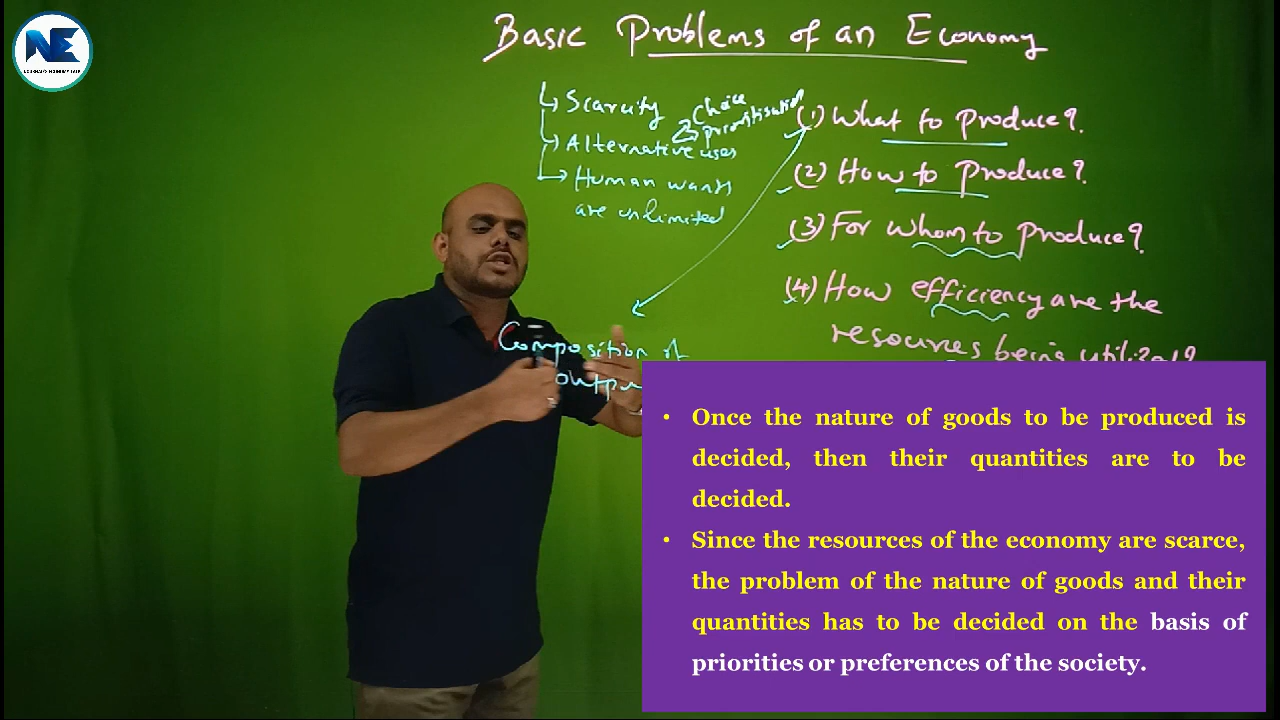 NE
Basic Problems of an Economy
Scarcity
Choice
prioritisation
Alternative uses
Human wants
are unlimited
(1) What to produce?
(2) How to Produce?
(3) For whom to produce?
(4) How efficiency are the
resources being utilized?
Composition of
• Once the nature of goods to be produced is
decided, then their quantities are to be
decided.
• Since the resources of the economy are scarce,
the problem of the nature of goods and their
quantities has to be decided on the basis of
priorities or preferences of the society.